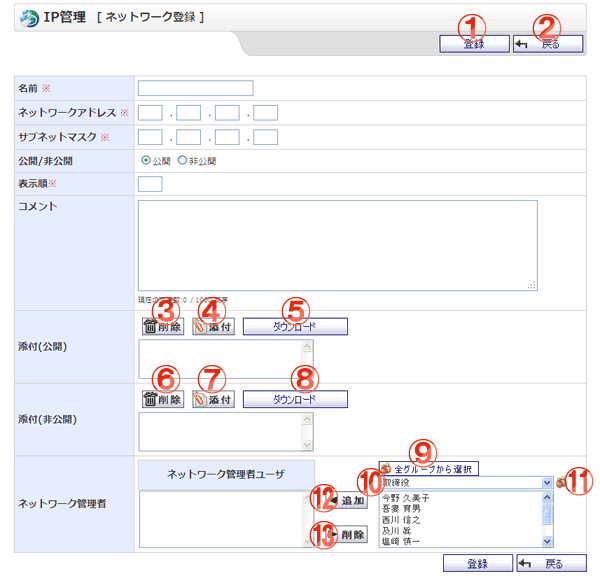 IP管理 [ ネットワーク登録 ]
① ②
登録 戻る
名前 ※
ネットワークアドレス ※ . . .
サブネットマスク ※ . . .
公開/非公開 公開 非公開
表示順※
コメント
現在の 数:0 / 100 文字
③ ④ ⑤
削除 添付 ダウンロード
添付(公開)
⑥ ⑦ ⑧
削除 添付 ダウンロード
添付(非公開)
⑨
ネットワーク管理者ユーザ 全グループから選択
⑩ 取締役 ⑪
ネットワーク管理者
⑫ 追加
⑬ 削除
今野 久美子
吾妻 育男
西川 信之
及川 眞
塩崎 慎一
登録 戻る